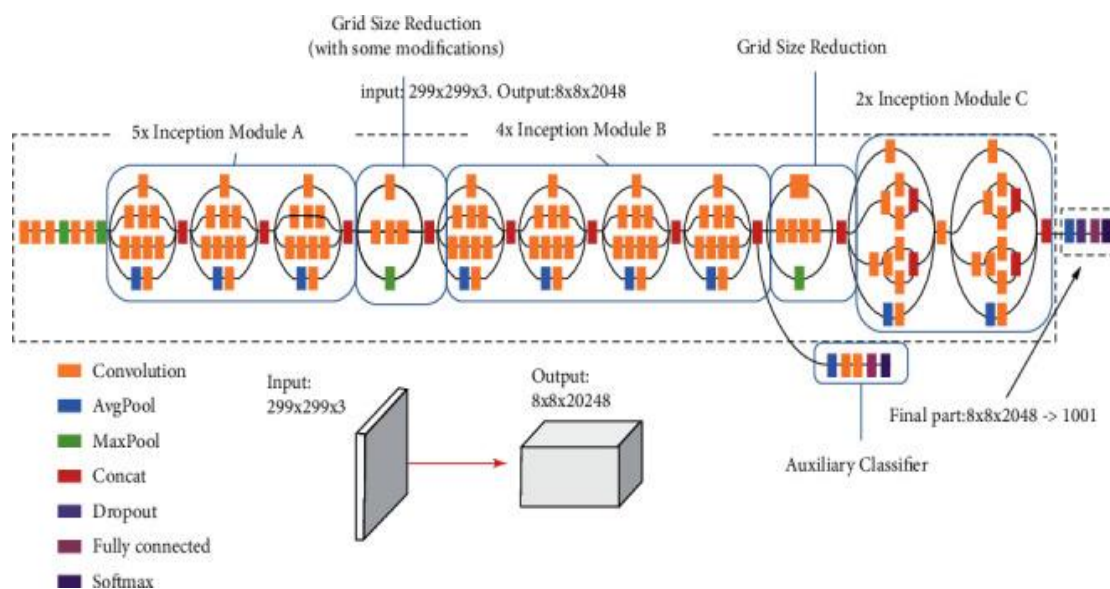 Grid Size Reduction
(with some modifications)
Grid Size Reduction
input: 299x299x3. Output:8x8x2048
2x Inception Module C
5x Inception Module A
4x Inception Module B
Convolution
AvgPool
MaxPool
Concat
Dropout
Fully connected
Softmax
Input:
299x299x3
Output:
8x8x20248
Final part:8x8x2048 -> 1001
Auxiliary Classifier